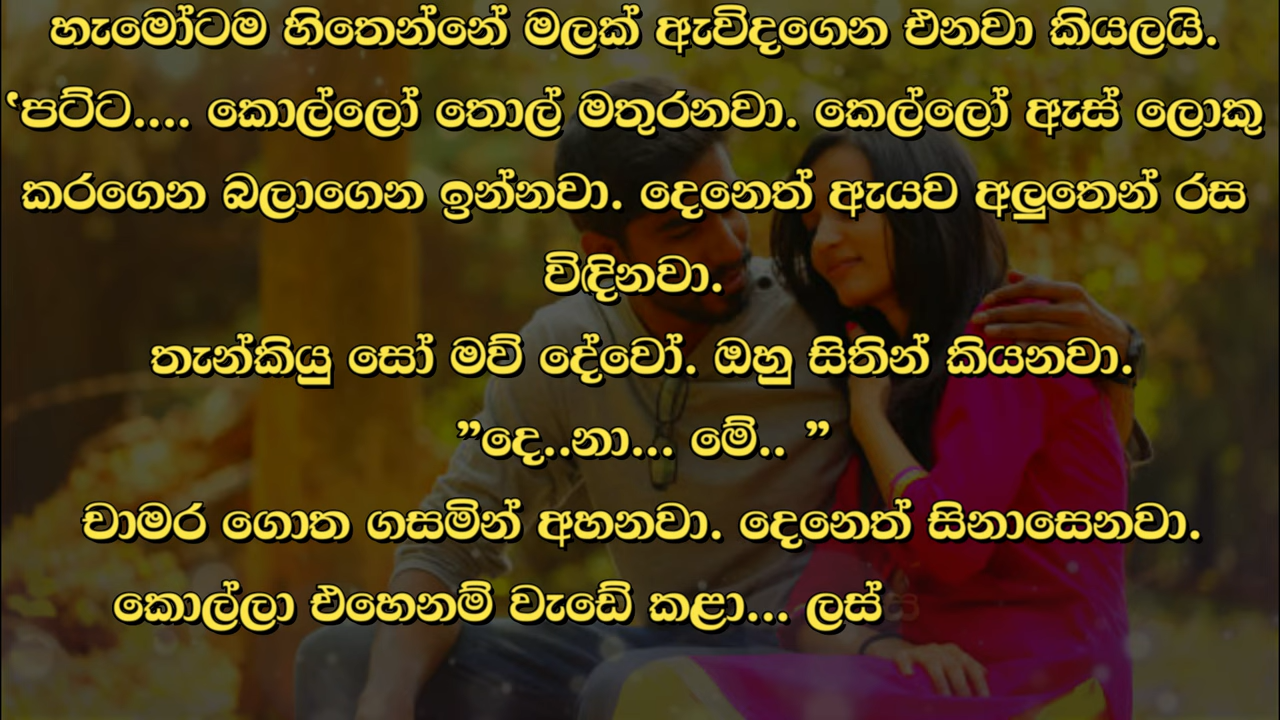 හැමෝටම හිතෙන්නේ මලක් ඇවිදගෙන එනවා කියලයි.
‛පට්ට.... කොල්ලෝ තොල් මතුරනවා. කෙල්ලෝ ඇස් ලොකු
කරගෙන බලාගෙන ඉන්නවා. දෙනෙත් ඇයව අලුතෙන් රස
විඳිනවා.
තැන්කියු සෝ මච් දේවෝ. ඔහු සිතින් කියනවා.
”දෙ..නා... මේ.. ”
චාමර ගොත ගසමින් අහනවා. දෙනෙත් සිනාසෙනවා.
කොල්ලා එහෙනම් වැඩේ කළා... ලස්ස